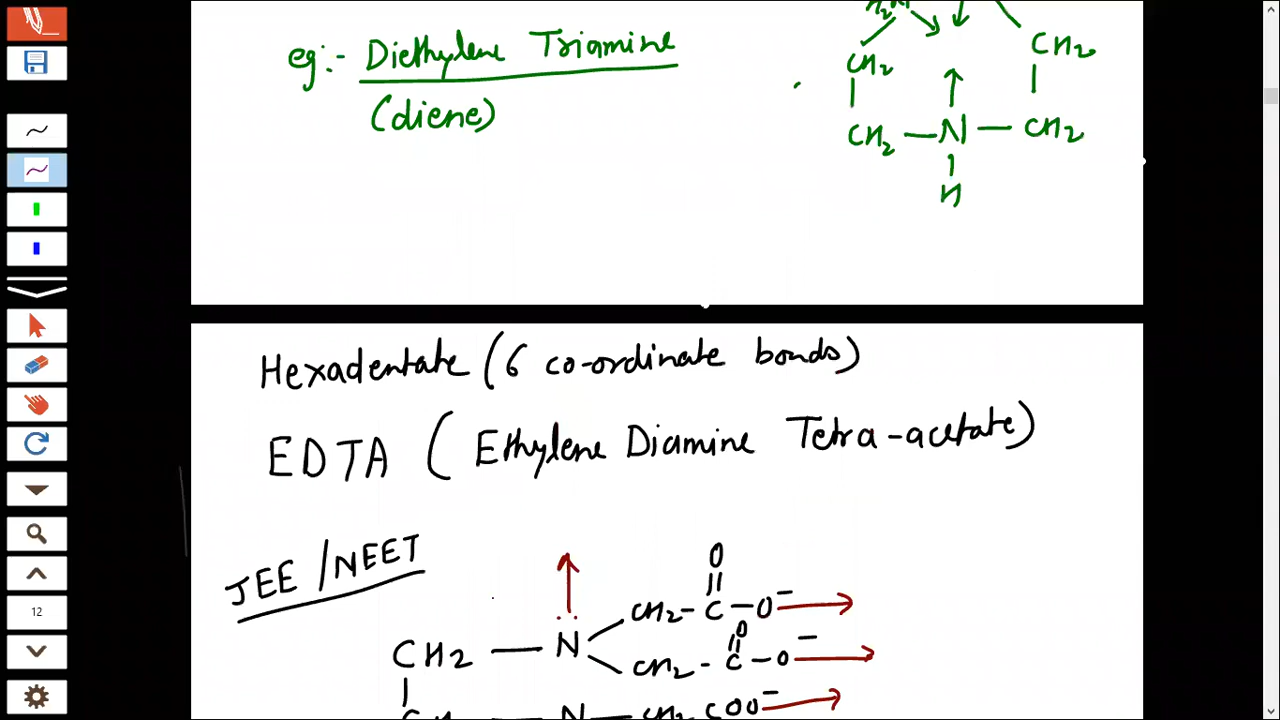 H2N
eg:- Diethylene Triamine
CH2
CH2
(diene)
CH2 — N — CH2
H
Hexadentate (6 co-ordinate bonds)
EDTA ( Ethylene Diamine Tetra-acetate)
JEE /NEET
O
CH2- C - O-
O
CH2 — N
CH2 - C - O-
N — CH2 COO-
12